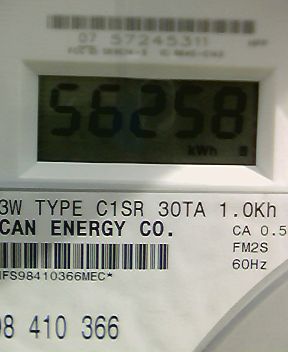 07 57245311
56258
kWh
3W TYPE C1SR 30TA 1.0Kh
CAN ENERGY CO. CA 0.5
FM2S
60Hz
IFS98410366MEC*
98 410 366